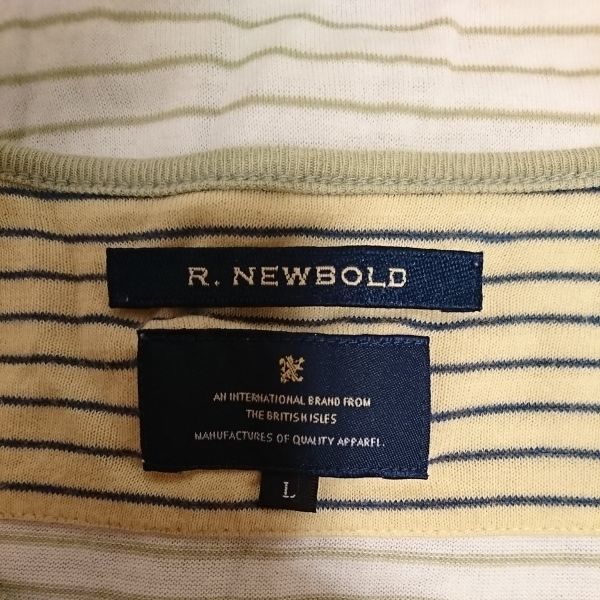 R. NEWBOLD
AN INTERNATIONAL BRAND FROM
THE BRITISH ISLES
MANUFACTURES OF QUALITY APPAREL.
L